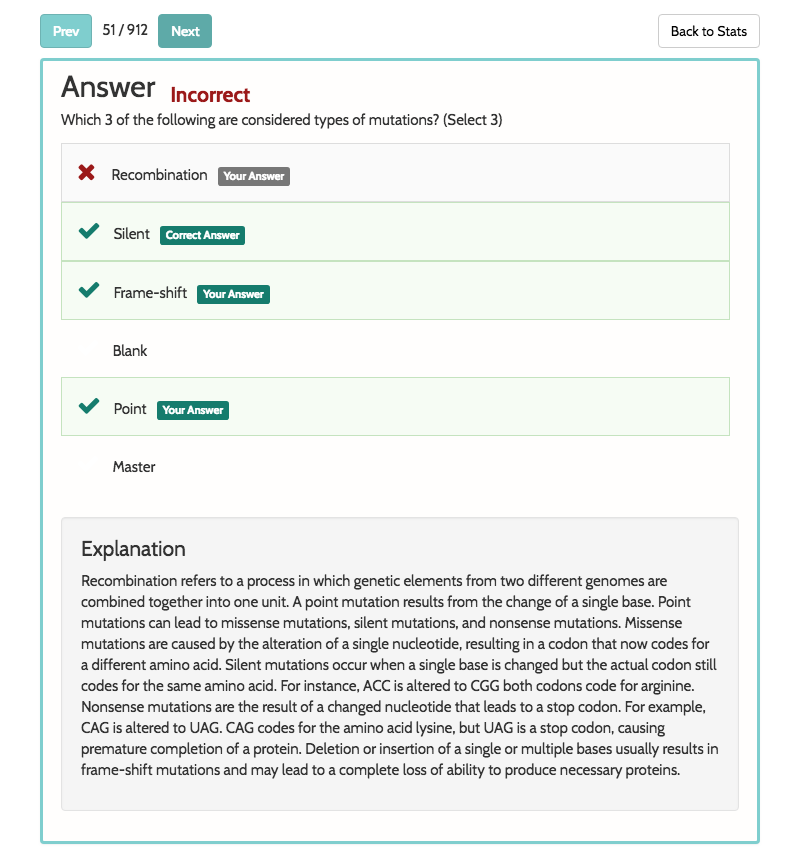 Prev 51 / 912 Next Back to Stats
Answer Incorrect
Which 3 of the following are considered types of mutations? (Select 3)
Recombination Your Answer
Silent Correct Answer
Frame-shift Your Answer
Blank
Point Your Answer
Master
Explanation
Recombination refers to a process in which genetic elements from two different genomes are
combined together into one unit. A point mutation results from the change of a single base. Point
mutations can lead to missense mutations, silent mutations, and nonsense mutations. Missense
mutations are caused by the alteration of a single nucleotide, resulting in a codon that now codes for
a different amino acid. Silent mutations occur when a single base is changed but the actual codon still
codes for the same amino acid. For instance, ACC is altered to CGG both codons code for arginine.
Nonsense mutations are the result of a changed nucleotide that leads to a stop codon. For example,
CAG is altered to UAG. CAG codes for the amino acid lysine, but UAG is a stop codon, causing
premature completion of a protein. Deletion or insertion of a single or multiple bases usually results in
frame-shift mutations and may lead to a complete loss of ability to produce necessary proteins.